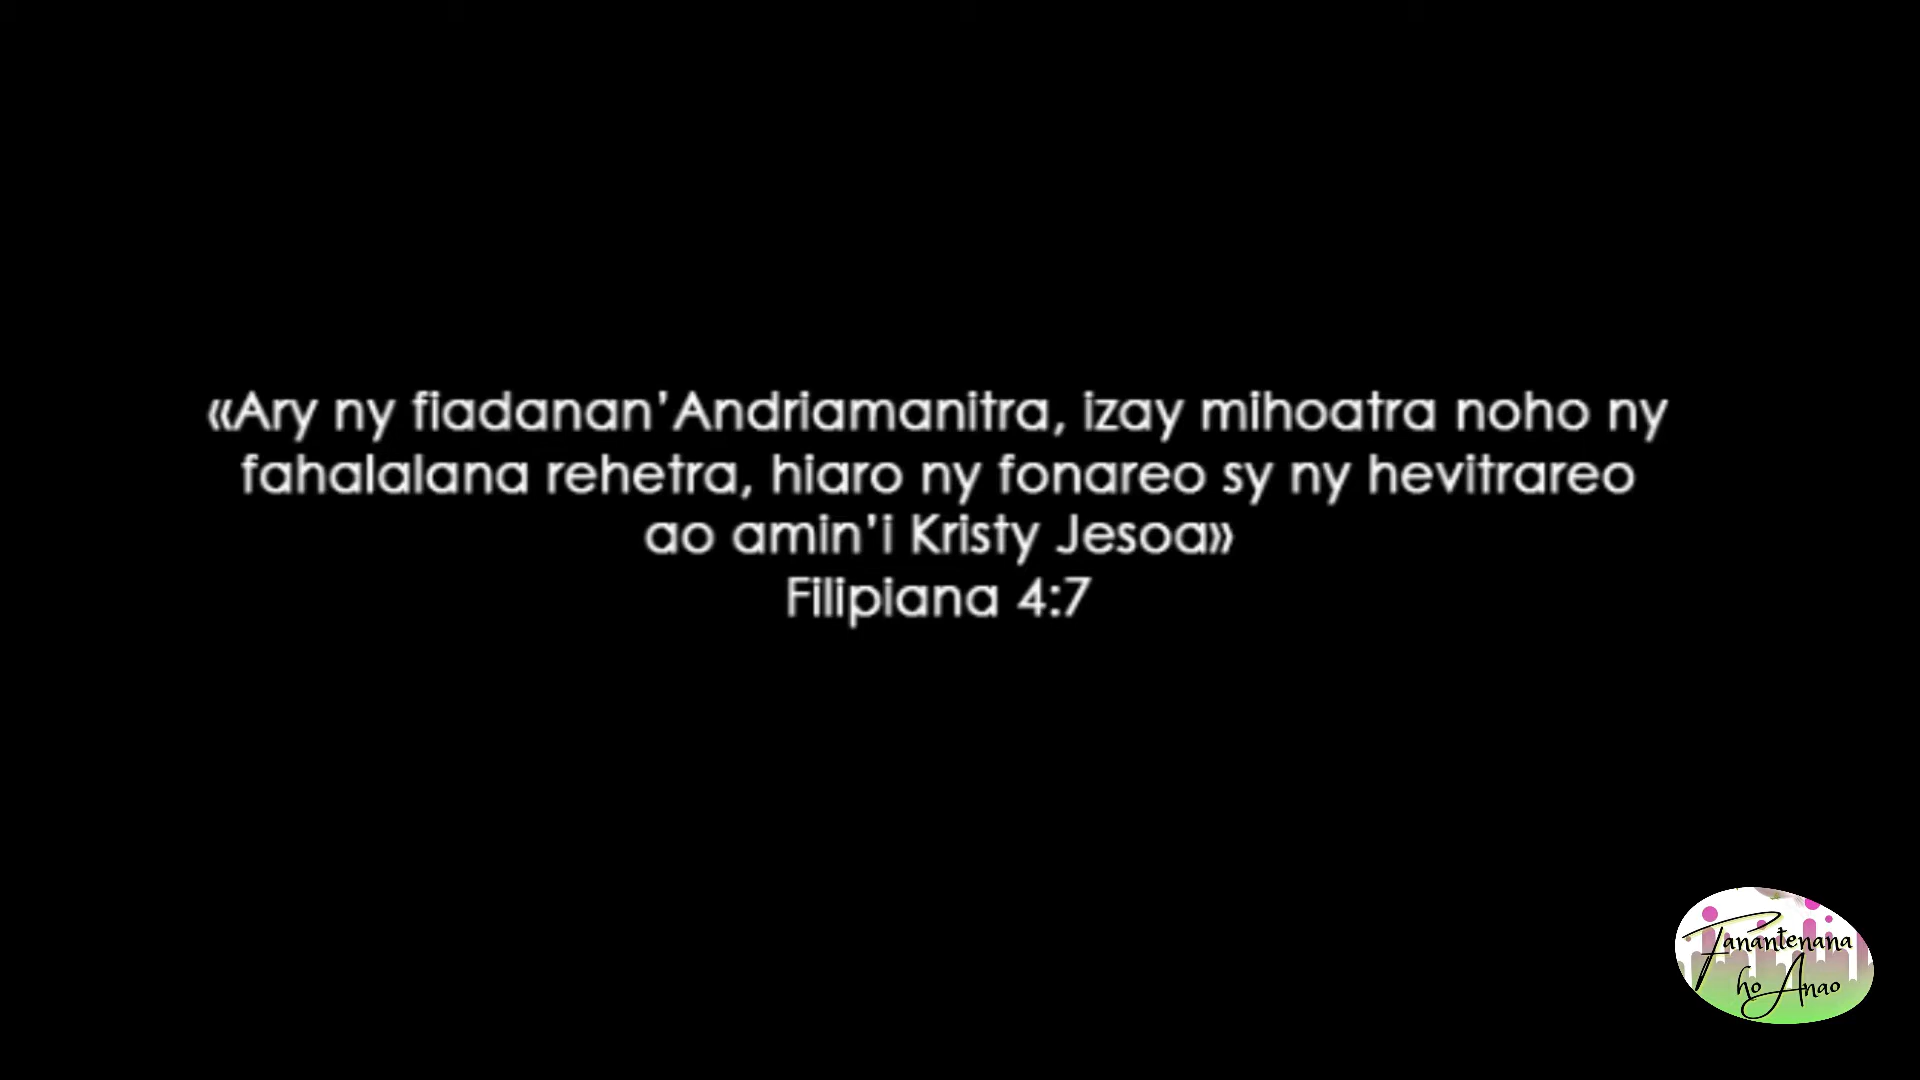 «Ary ny fiadanan'Andriamanitra, izay mihoatra noho ny
fahalalana rehetra, hiaro ny fonareo sy ny hevitrareo
ao amin'i Kristy Jesoa»
Filipiana 4:7
Fanantenana
ho Anao